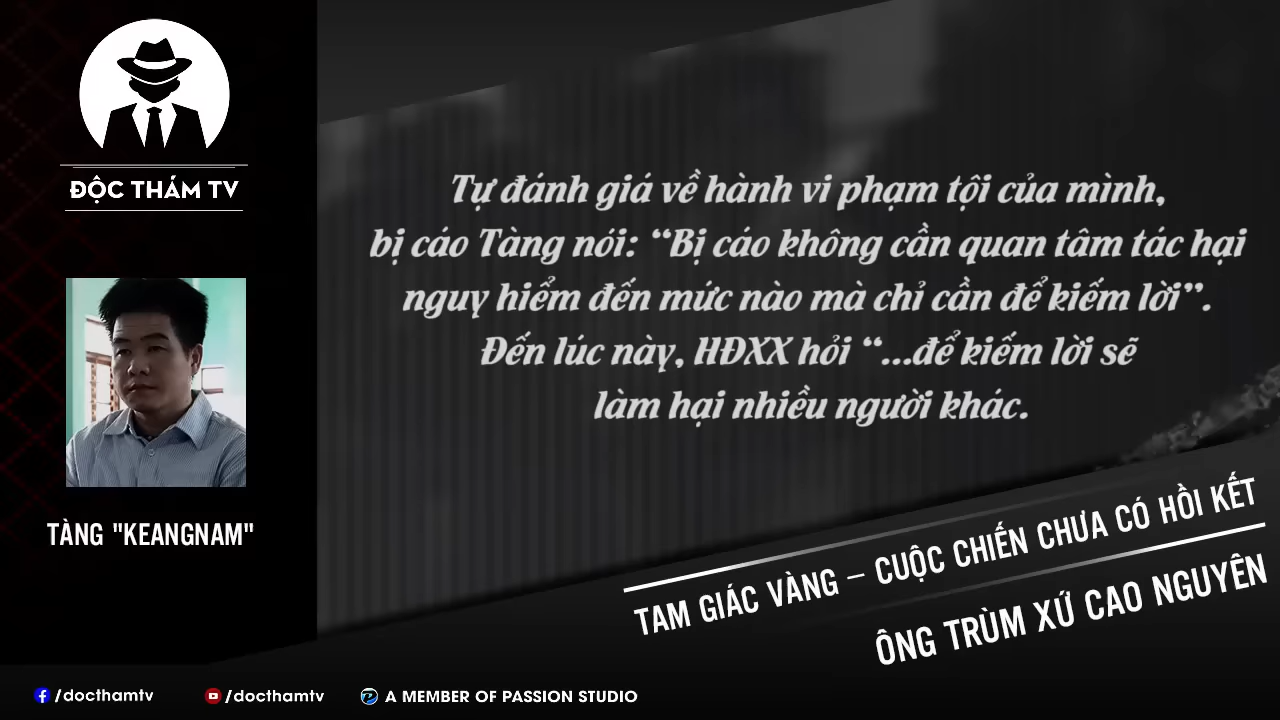 ĐỘC THÁM TV
TÀNG "KEANGNAM"
Tự đánh giá về hành vi phạm tội của mình,
bị cáo Tàng nói: “Bị cáo không cần quan tâm tác hại
nguy hiểm đến mức nào mà chỉ cần để kiếm lời”.
Đến lúc này, HĐXX hỏi “...để kiếm lời sẽ
làm hại nhiều người khác.
TAM GIÁC VÀNG – CUỘC CHIẾN CHƯA CÓ HỒI KẾT
ÔNG TRÙM XỨ CAO NGUYÊN
/docthamtv
/docthamtv
A MEMBER OF PASSION STUDIO